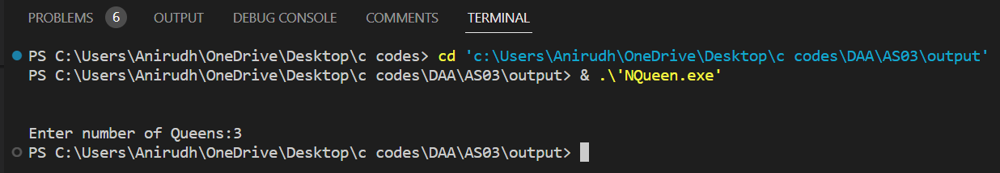 PROBLEMS 6 OUTPUT DEBUG CONSOLE COMMENTS TERMINAL
PS C:\Users\Anirudh\OneDrive\Desktop\c codes> cd 'c:\Users\Anirudh\OneDrive\Desktop\c codes\DAA\AS03\output'
PS C:\Users\Anirudh\OneDrive\Desktop\c codes\DAA\AS03\output> & .\'NQueen.exe'
Enter number of Queens:3
PS C:\Users\Anirudh\OneDrive\Desktop\c codes\DAA\AS03\output>